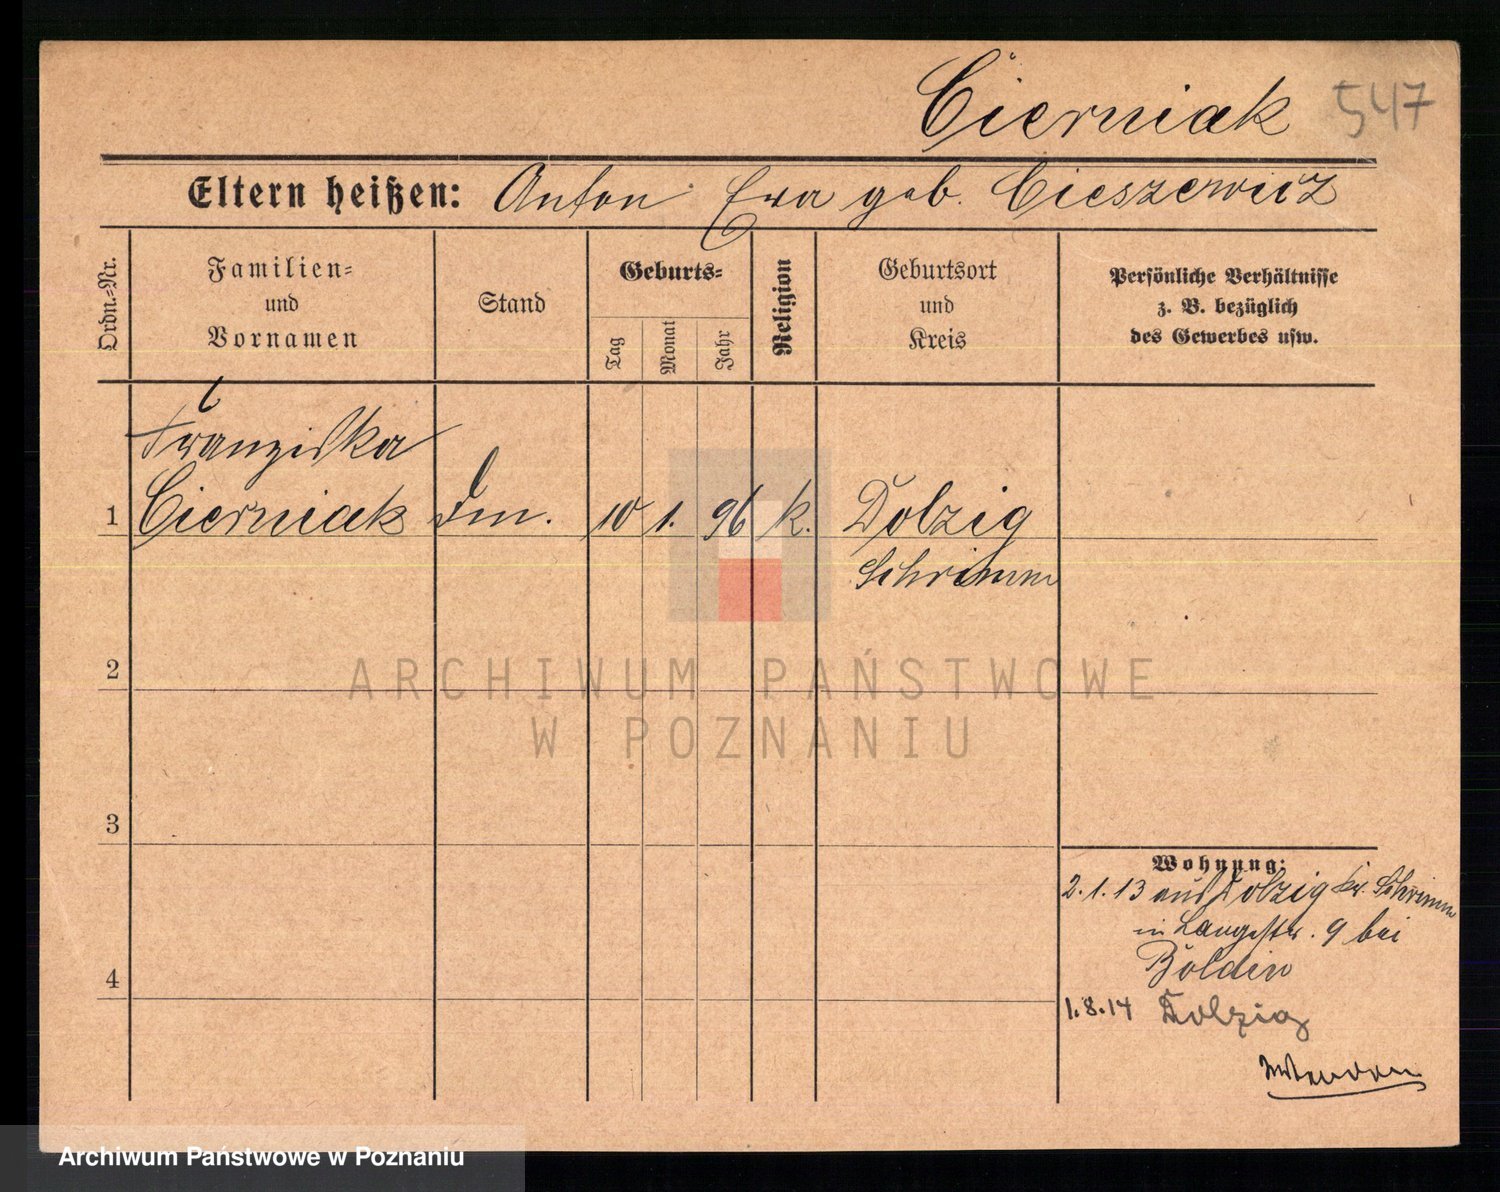 Cierniak 547
Eltern heißen: Anton Eva geb. Cieszewicz
Ordn.=Nr.
Familien=
und
Vornamen
Stand
Geburts=
Tag
Monat
Jahr
Religion
Geburtsort
und
Kreis
Persönliche Verhältnisse
z. B. bezüglich
des Gewerbes usw.
Franziska
1 Cierniak Dm. 10 1. 96 k. Dolzig
Schrimm
2
ARCHIWUM PAŃSTWOWE
W POZNANIU
3
Wohnung:
2.1.13 aus Dolzig Kr. Schrimm
in Langestr. 9 bei
Boldin
4
1.8.14 Dolzig
Archiwum Państwowe w Poznaniu